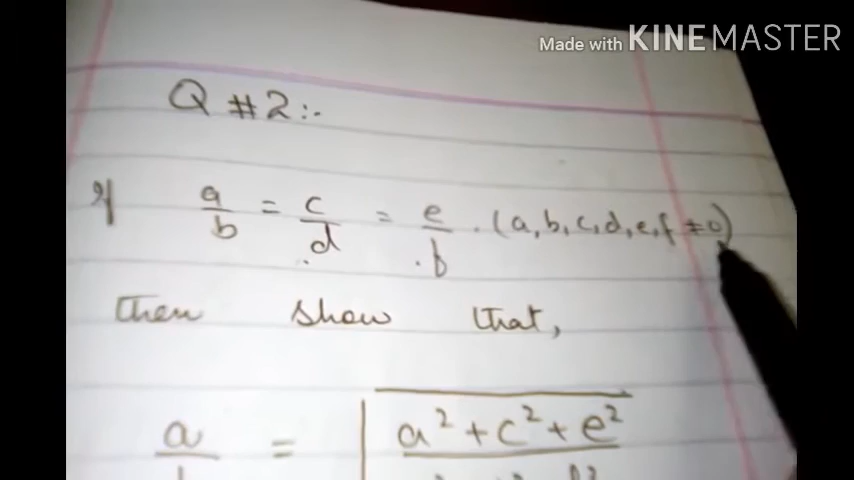 Made with KINEMASTER
Q #2:-
If a/b = c/d = e/f . (a, b, c, d, e, f ≠ 0)
then show that,
a = √ a² + c² + e²